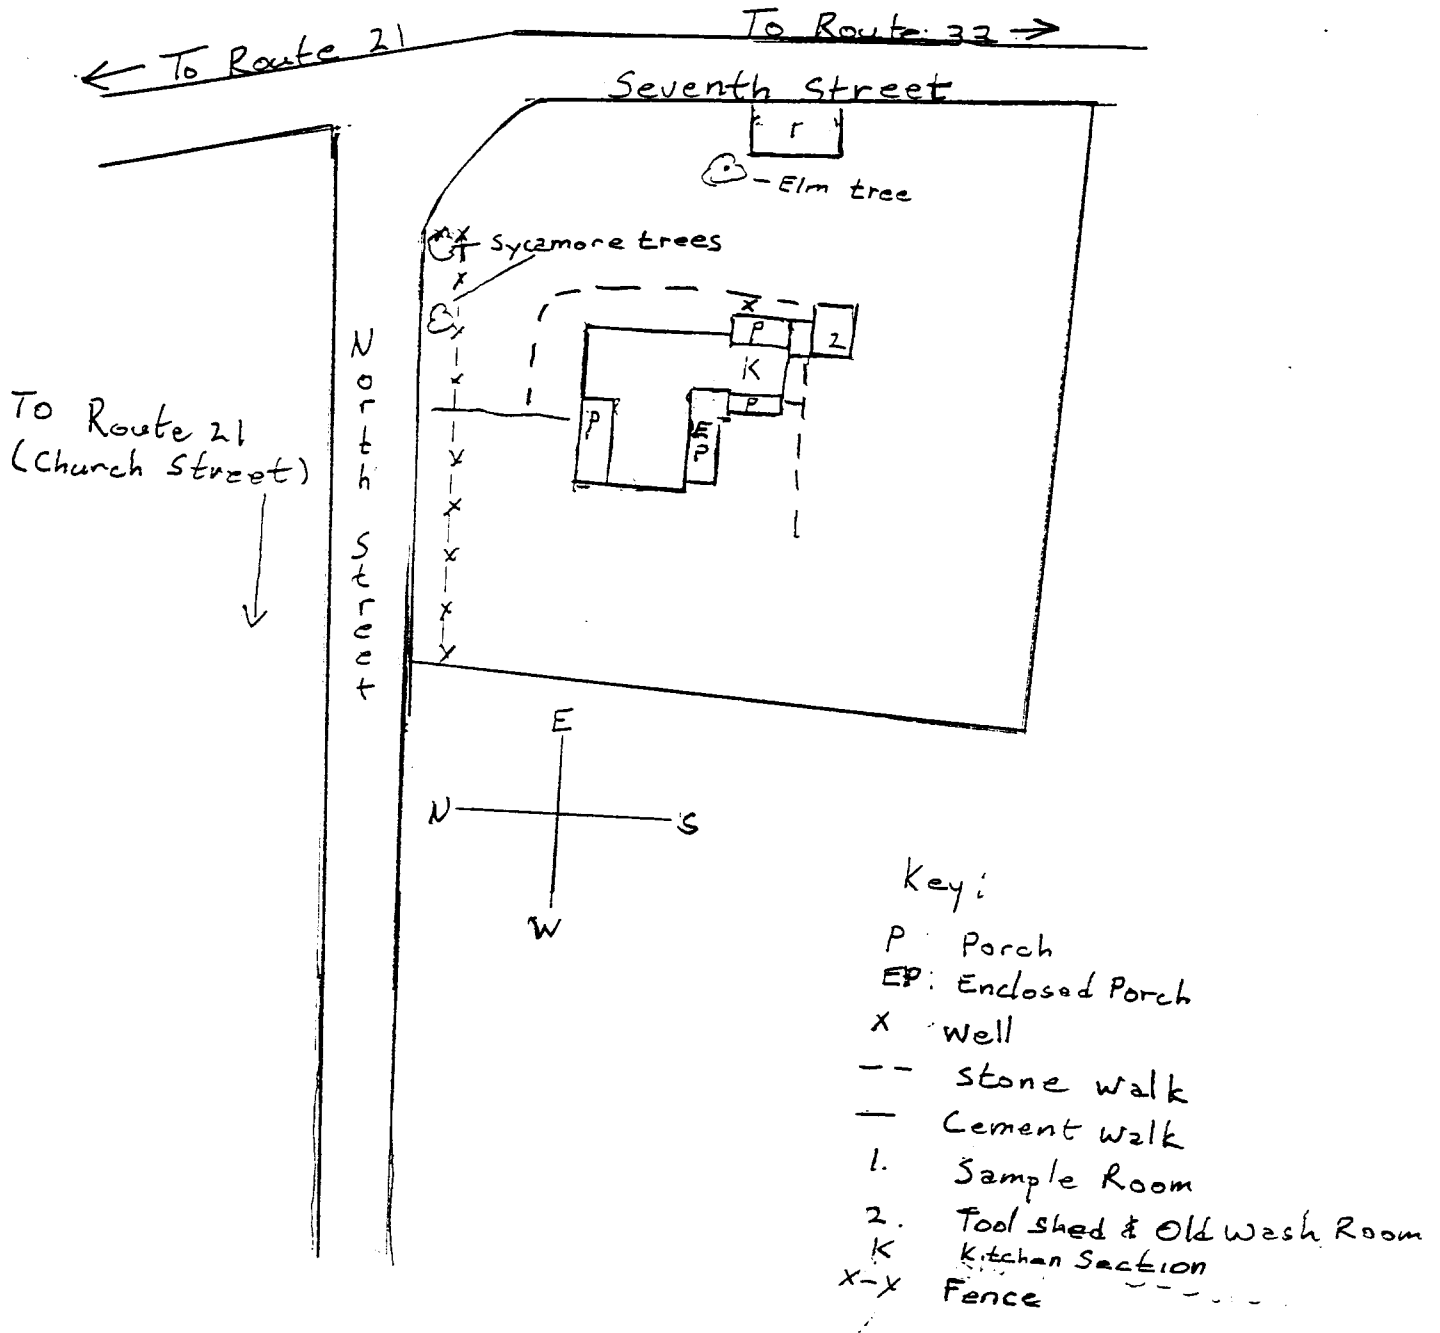 To Route 21
To Route 33
Seventh Street
r
Elm tree
Sycamore trees
x
P
2
K
P
P
EP
North Street
To Route 21
(Church Street)
E
N
S
W
Key:
P Porch
EP: Enclosed Porch
X Well
-- Stone walk
— Cement walk
1. Sample Room
2. Tool shed & Old Wash Room
K Kitchen Section
x-x Fence